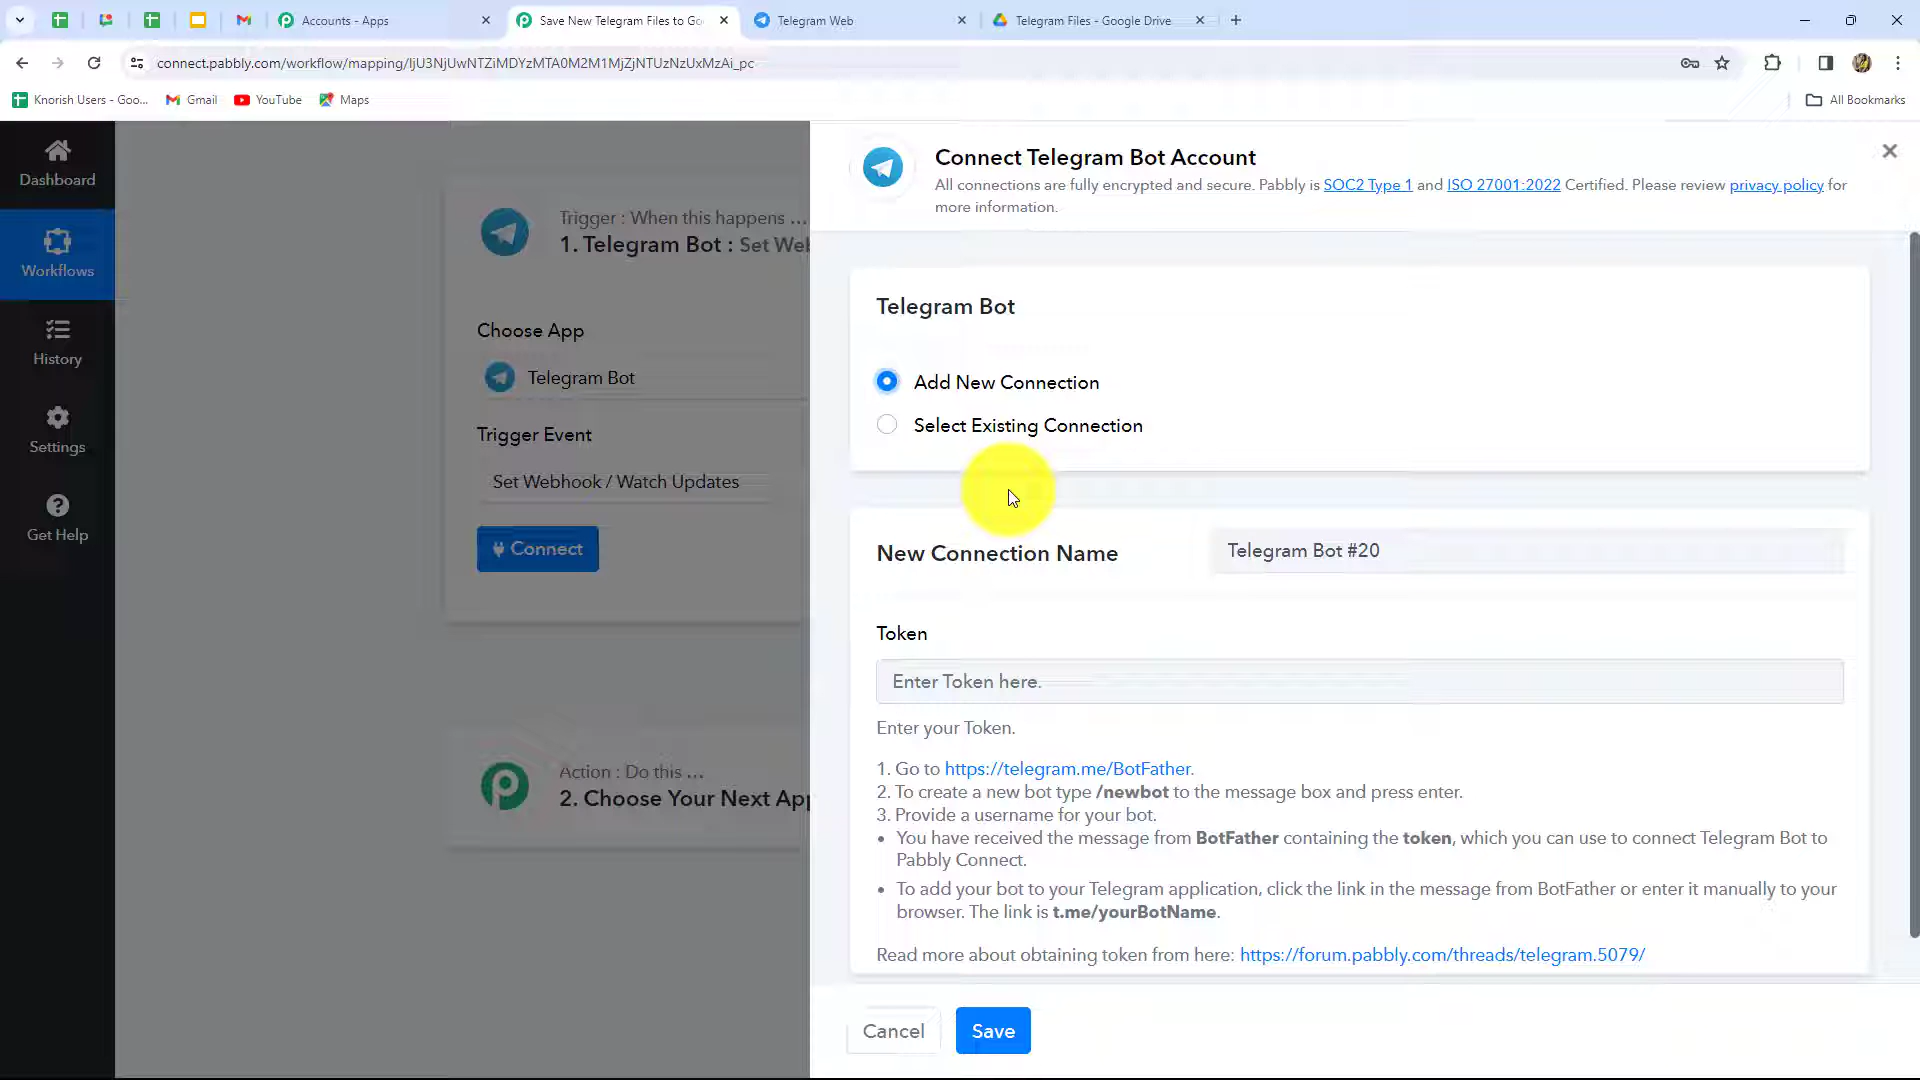 Accounts - Apps
Save New Telegram Files to Go
Telegram Web
Telegram Files - Google Drive
connect.pabbly.com/workflow/mapping/IjU3NjUwNTZiMDYzMTA0M2M1MjZjNTUzNzUxMzAi_pc
Knorish Users - Goo...
Gmail
YouTube
Maps
All Bookmarks
Dashboard
Workflows
History
Settings
Get Help
Trigger : When this happens ...
1. Telegram Bot : Set Wel
Choose App
Telegram Bot
Trigger Event
Set Webhook / Watch Updates
Connect
Action : Do this ...
2. Choose Your Next App
Connect Telegram Bot Account
All connections are fully encrypted and secure. Pabbly is SOC2 Type 1 and ISO 27001:2022 Certified. Please review privacy policy for
more information.
Telegram Bot
Add New Connection
Select Existing Connection
New Connection Name
Telegram Bot #20
Token
Enter Token here.
Enter your Token.
1. Go to https://telegram.me/BotFather.
2. To create a new bot type /newbot to the message box and press enter.
3. Provide a username for your bot.
• You have received the message from BotFather containing the token, which you can use to connect Telegram Bot to
Pabbly Connect.
• To add your bot to your Telegram application, click the link in the message from BotFather or enter it manually to your
browser. The link is t.me/yourBotName.
Read more about obtaining token from here: https://forum.pabbly.com/threads/telegram.5079/
Cancel
Save